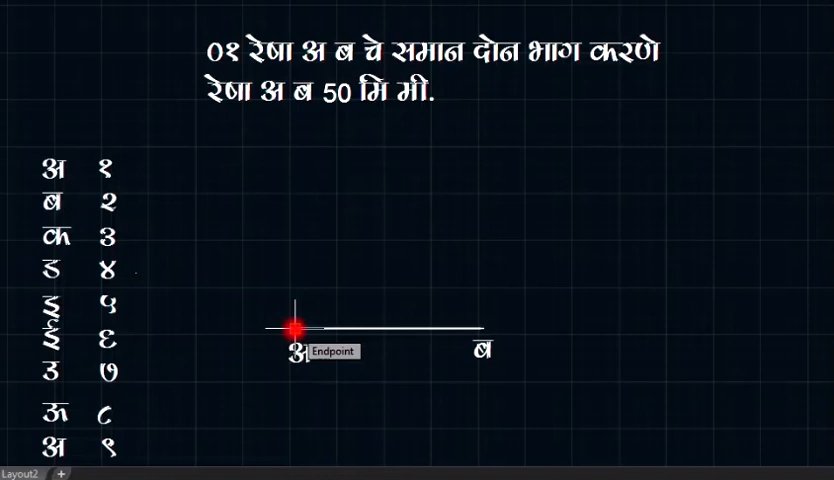 ०१ रेषा अ ब चे समान दोन भाग करणे
रेषा अ ब 50 मि मी.
अ १
ब २
क ३
ड ४
इ ५
ई ६
उ ७
ऊ ८
अ ९
अ Endpoint ब
Layout2 +